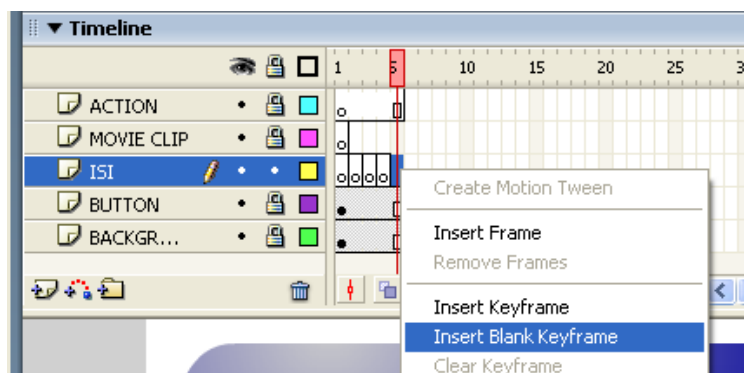 Timeline
1 5 10 15 20 25 3
ACTION
MOVIE CLIP
ISI
BUTTON
BACKGR...
Create Motion Tween
Insert Frame
Remove Frames
Insert Keyframe
Insert Blank Keyframe
Clear Keyframe